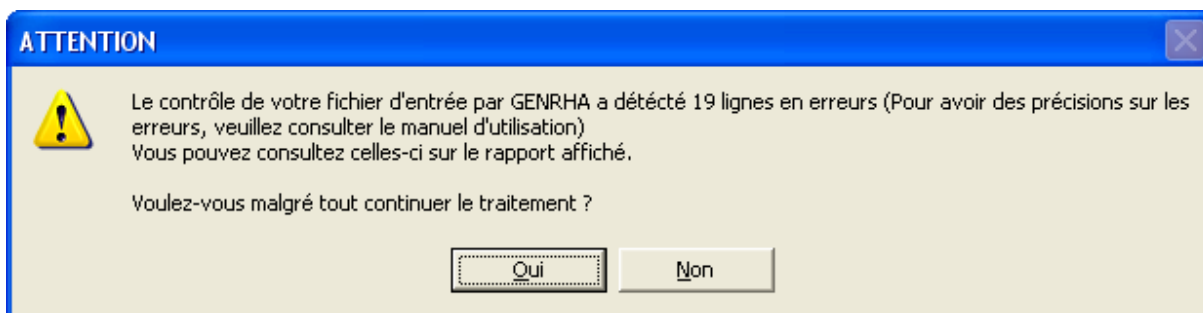 ATTENTION
Le contrôle de votre fichier d'entrée par GENRHA a détécté 19 lignes en erreurs (Pour avoir des précisions sur les
erreurs, veuillez consulter le manuel d'utilisation)
Vous pouvez consultez celles-ci sur le rapport affiché.
Voulez-vous malgré tout continuer le traitement ?
Oui
Non